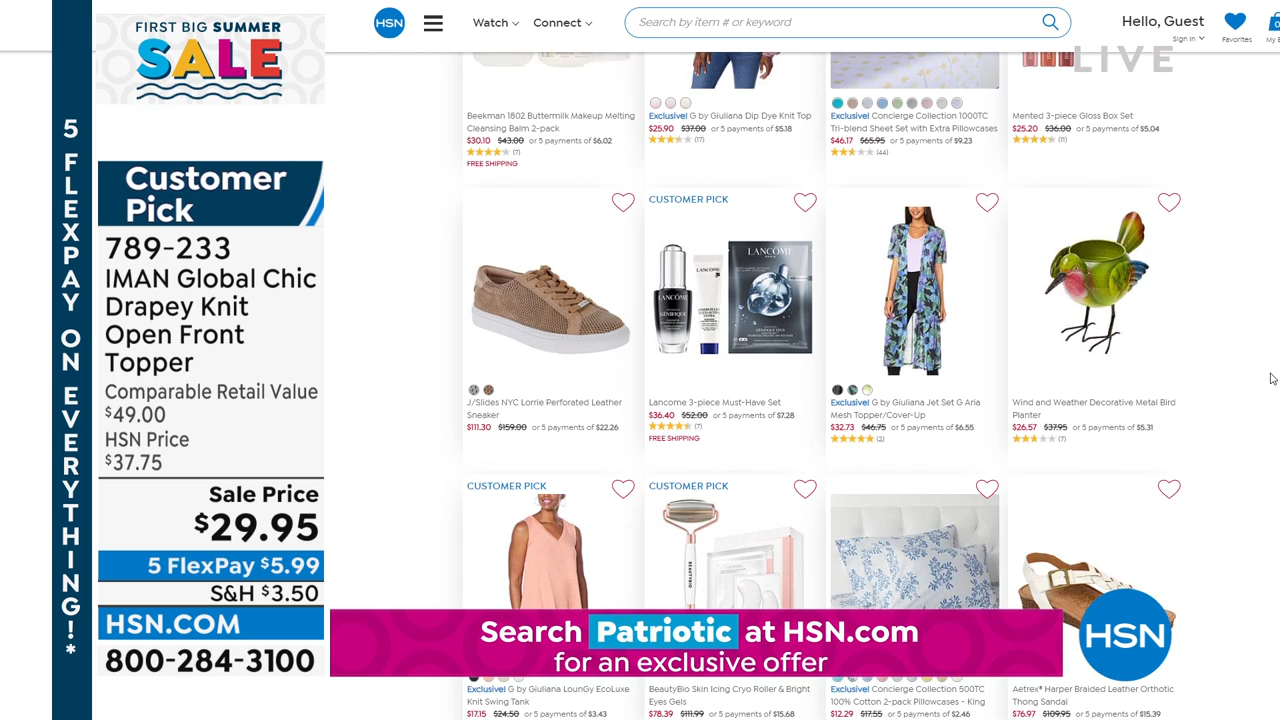 FIRST BIG SUMMER
SALE
5 FLEXPAY ON EVERYTHING!*
Customer
Pick
789-233
IMAN Global Chic
Drapey Knit
Open Front
Topper
Comparable Retail Value
$49.00
HSN Price
$37.75
Sale Price
$29.95
5 FlexPay $5.99
S&H $3.50
HSN.COM
800-284-3100
HSN
Watch
Connect
Search by item # or keyword
Hello, Guest
Sign In
Favorites
0
LIVE
Beekman 1802 Buttermilk Makeup Melting
Cleansing Balm 2-pack
$30.10 $43.00 or 5 payments of $6.02
(7)
FREE SHIPPING
Exclusive! G by Giuliana Dip Dye Knit Top
$25.90 $37.00 or 5 payments of $5.18
(17)
Exclusive! Concierge Collection 1000TC
Tri-blend Sheet Set with Extra Pillowcases
$46.17 $65.95 or 5 payments of $9.23
(44)
Mented 3-piece Gloss Box Set
$25.20 $36.00 or 5 payments of $5.04
(11)
J/Slides NYC Lorrie Perforated Leather
Sneaker
$111.30 $159.00 or 5 payments of $22.26
CUSTOMER PICK
LANCOME
LANCOME
GÉNIFIQUE
LANCOME
Lancome 3-piece Must-Have Set
$36.40 $52.00 or 5 payments of $7.28
(7)
FREE SHIPPING
Exclusive! G by Giuliana Jet Set G Aria
Mesh Topper/Cover-Up
$32.73 $46.75 or 5 payments of $6.55
(2)
Wind and Weather Decorative Metal Bird
Planter
$26.57 $37.95 or 5 payments of $5.31
(7)
CUSTOMER PICK
CUSTOMER PICK
BEAUTYBIO
Search Patriotic at HSN.com
for an exclusive offer
HSN
Exclusive! G by Giuliana LounGy EcoLuxe
Knit Swing Tank
$17.15 $24.50 or 5 payments of $3.43
BeautyBio Skin Icing Cryo Roller & Bright
Eyes Gels
$78.39 $111.99 or 5 payments of $15.68
Exclusive! Concierge Collection 500TC
100% Cotton 2-pack Pillowcases - King
$12.29 $17.55 or 5 payments of $2.46
Aetrex® Harper Braided Leather Orthotic
Thong Sandal
$76.97 $109.95 or 5 payments of $15.39